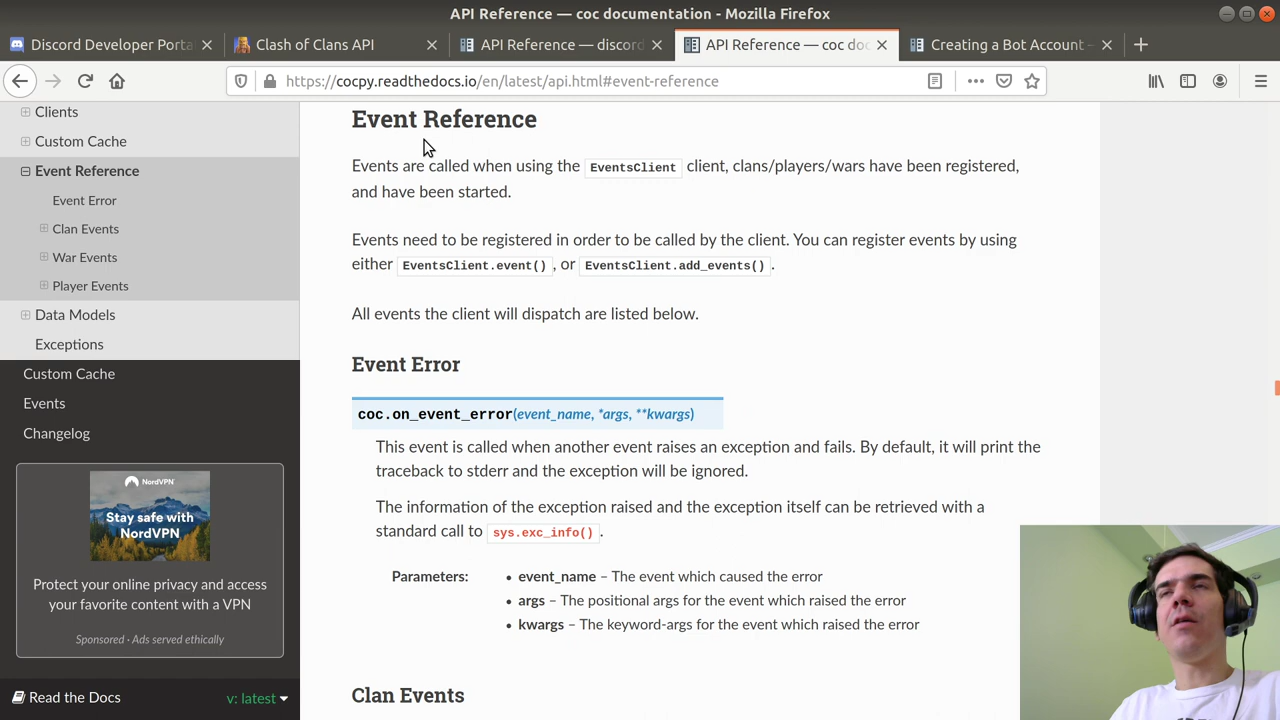 API Reference — coc documentation - Mozilla Firefox
Discord Developer Porta
Clash of Clans API
API Reference — discord
API Reference — coc doc
Creating a Bot Account -
https://cocpy.readthedocs.io/en/latest/api.html#event-reference
Clients
Custom Cache
Event Reference
Event Error
Clan Events
War Events
Player Events
Data Models
Exceptions
Custom Cache
Events
Changelog
NordVPN
Stay safe with
NordVPN
Protect your online privacy and access
your favorite content with a VPN
Sponsored · Ads served ethically
Read the Docs
v: latest
Event Reference
Events are called when using the EventsClient client, clans/players/wars have been registered,
and have been started.
Events need to be registered in order to be called by the client. You can register events by using
either EventsClient.event() , or EventsClient.add_events() .
All events the client will dispatch are listed below.
Event Error
coc.on_event_error(event_name, *args, **kwargs)
This event is called when another event raises an exception and fails. By default, it will print the
traceback to stderr and the exception will be ignored.
The information of the exception raised and the exception itself can be retrieved with a
standard call to sys.exc_info() .
Parameters:
• event_name – The event which caused the error
• args – The positional args for the event which raised the error
• kwargs – The keyword-args for the event which raised the error
Clan Events